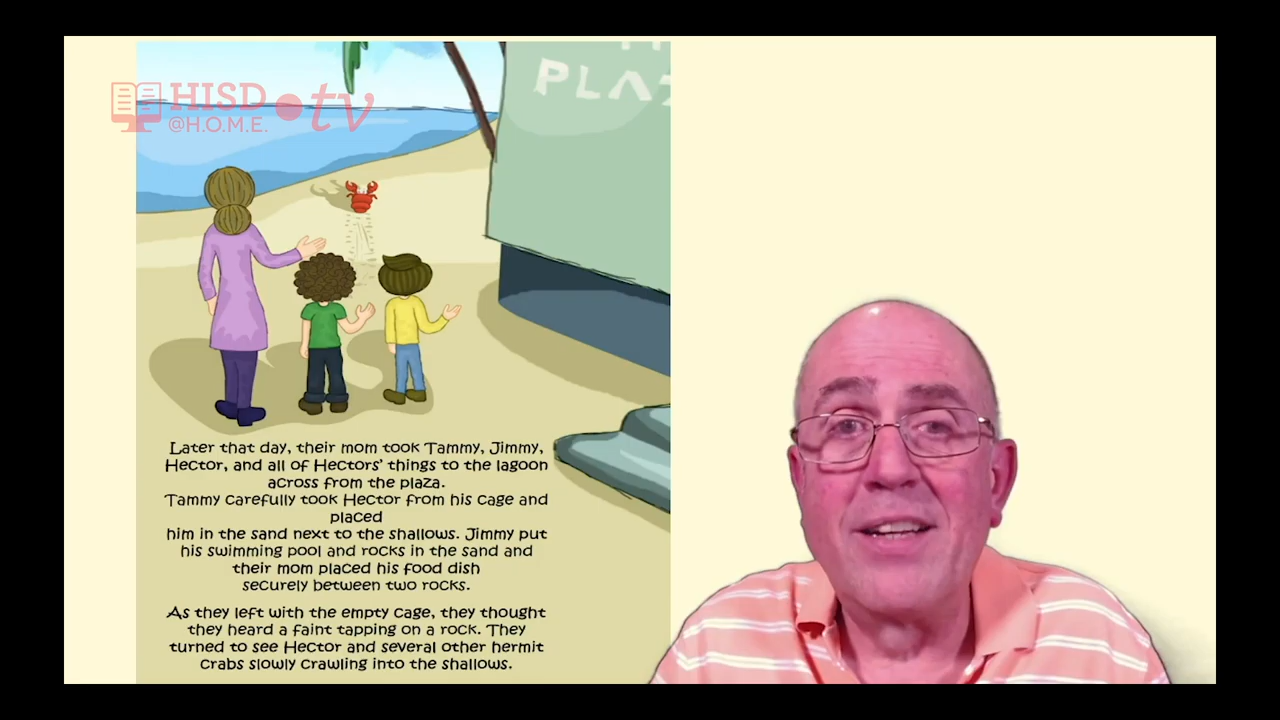 HISD
@H.O.M.E.
tv
PLAZ
Later that day, their mom took Tammy, Jimmy,
Hector, and all of Hectors' things to the lagoon
across from the plaza.
Tammy carefully took Hector from his cage and
placed
him in the sand next to the shallows. Jimmy put
his swimming pool and rocks in the sand and
their mom placed his food dish
securely between two rocks.
As they left with the empty cage, they thought
they heard a faint tapping on a rock. They
turned to see Hector and several other hermit
crabs slowly crawling into the shallows.